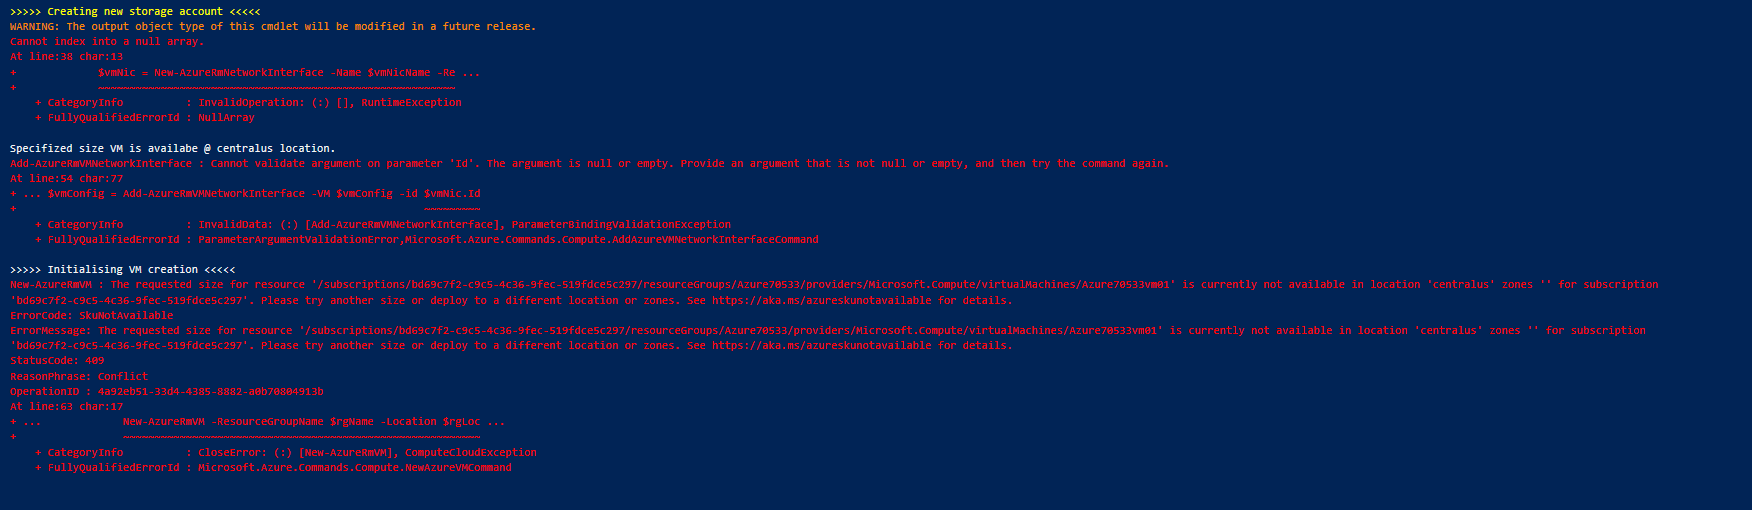 >>>>> Creating new storage account <<<<<
WARNING: The output object type of this cmdlet will be modified in a future release.
Cannot index into a null array.
At line:38 char:13
+             $vmNic = New-AzureRmNetworkInterface -Name $vmNicName -Re ...
+             ~~~~~~~~~~~~~~~~~~~~~~~~~~~~~~~~~~~~~~~~~~~~~~~~~~~~~~~~~
    + CategoryInfo          : InvalidOperation: (:) [], RuntimeException
    + FullyQualifiedErrorId : NullArray

Specifized size VM is availabe @ centralus location.
Add-AzureRmVMNetworkInterface : Cannot validate argument on parameter 'Id'. The argument is null or empty. Provide an argument that is not null or empty, and then try the command again.
At line:54 char:77
+ ... $vmConfig = Add-AzureRmVMNetworkInterface -VM $vmConfig -id $vmNic.Id
+                                                                 ~~~~~~~~~
    + CategoryInfo          : InvalidData: (:) [Add-AzureRmVMNetworkInterface], ParameterBindingValidationException
    + FullyQualifiedErrorId : ParameterArgumentValidationError,Microsoft.Azure.Commands.Compute.AddAzureVMNetworkInterfaceCommand

>>>>> Initialising VM creation <<<<<
New-AzureRmVM : The requested size for resource '/subscriptions/bd69c7f2-c9c5-4c36-9fec-519fdce5c297/resourceGroups/Azure70533/providers/Microsoft.Compute/virtualMachines/Azure70533vm01' is currently not available in location 'centralus' zones '' for subscription
'bd69c7f2-c9c5-4c36-9fec-519fdce5c297'. Please try another size or deploy to a different location or zones. See https://aka.ms/azureskunotavailable for details.
ErrorCode: SkuNotAvailable
ErrorMessage: The requested size for resource '/subscriptions/bd69c7f2-c9c5-4c36-9fec-519fdce5c297/resourceGroups/Azure70533/providers/Microsoft.Compute/virtualMachines/Azure70533vm01' is currently not available in location 'centralus' zones '' for subscription
'bd69c7f2-c9c5-4c36-9fec-519fdce5c297'. Please try another size or deploy to a different location or zones. See https://aka.ms/azureskunotavailable for details.
StatusCode: 409
ReasonPhrase: Conflict
OperationID : 4a92eb51-33d4-4385-8882-a0b70804913b
At line:63 char:17
+ ...             New-AzureRmVM -ResourceGroupName $rgName -Location $rgLoc ...
+                 ~~~~~~~~~~~~~~~~~~~~~~~~~~~~~~~~~~~~~~~~~~~~~~~~~~~~~~~~~
    + CategoryInfo          : CloseError: (:) [New-AzureRmVM], ComputeCloudException
    + FullyQualifiedErrorId : Microsoft.Azure.Commands.Compute.NewAzureVMCommand